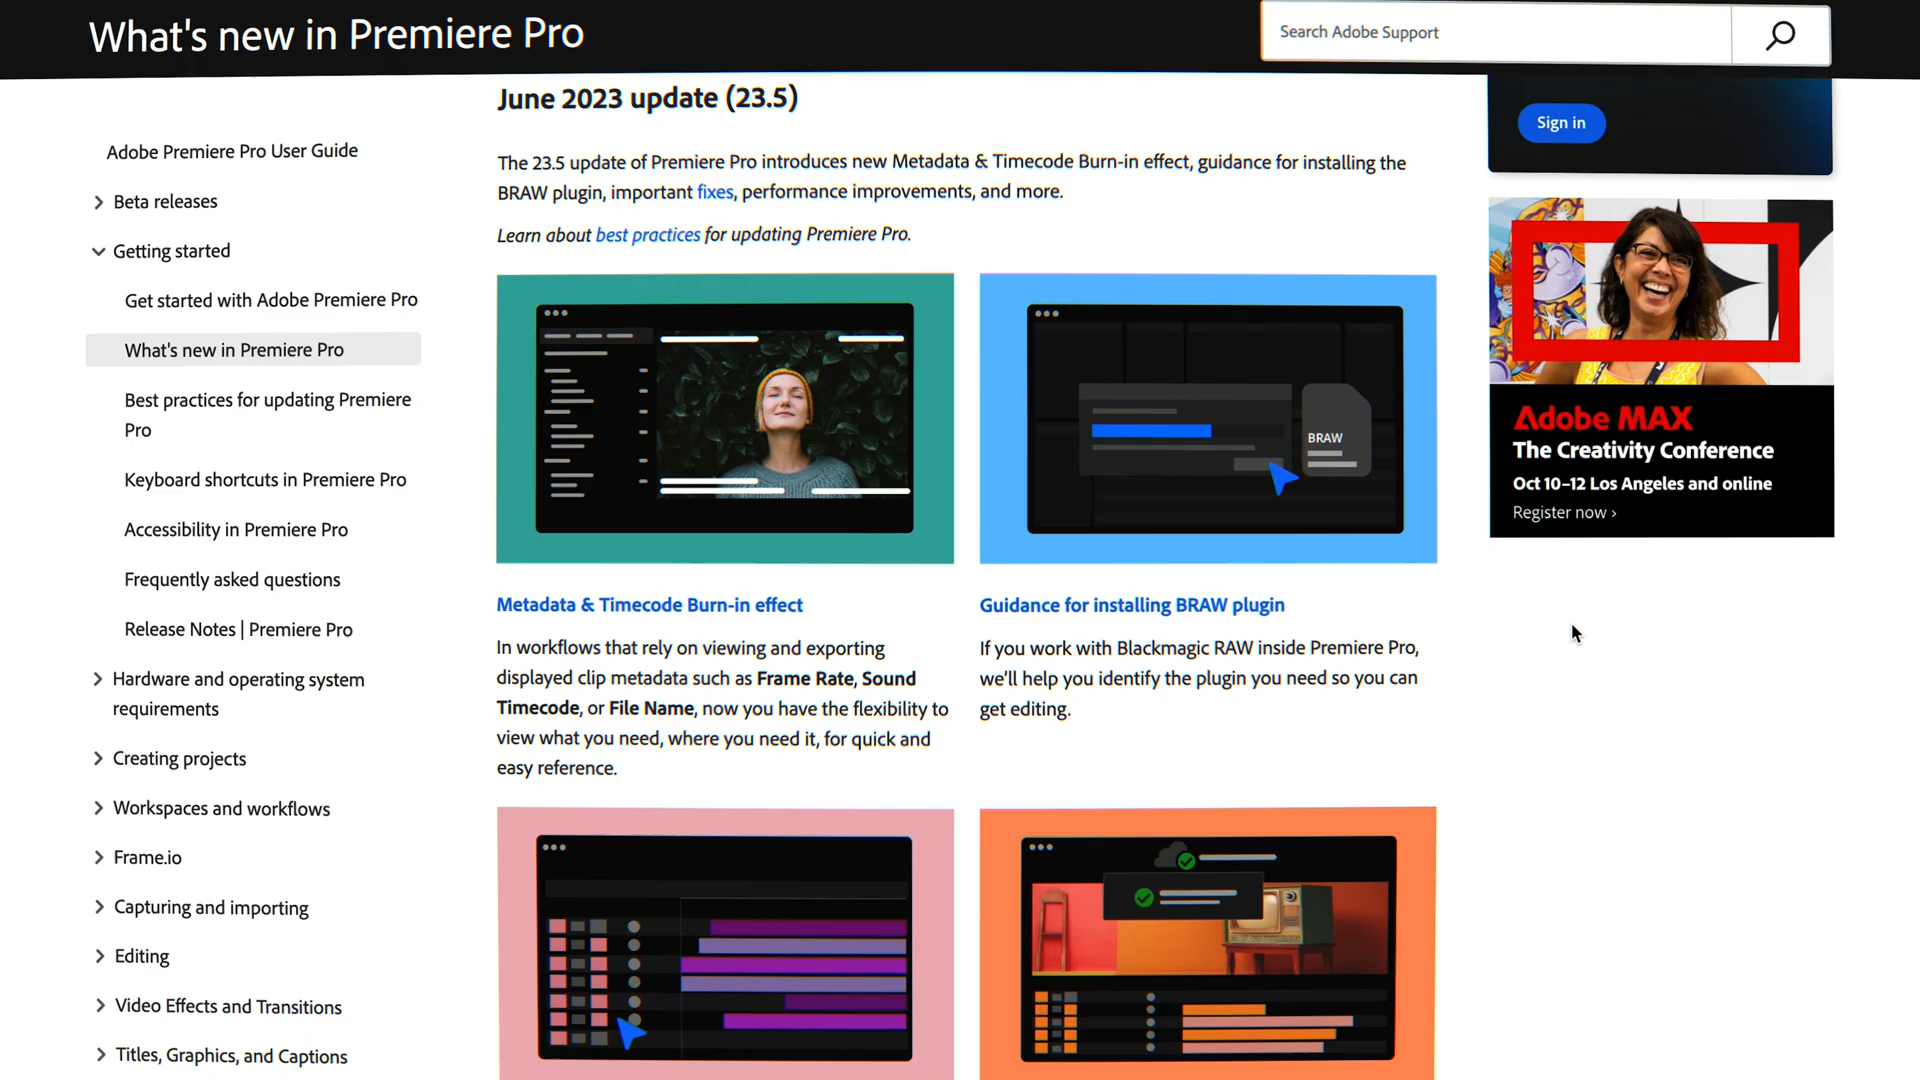 What's new in Premiere Pro
Search Adobe Support
Adobe Premiere Pro User Guide
Beta releases
Getting started
Get started with Adobe Premiere Pro
What's new in Premiere Pro
Best practices for updating Premiere
Pro
Keyboard shortcuts in Premiere Pro
Accessibility in Premiere Pro
Frequently asked questions
Release Notes | Premiere Pro
Hardware and operating system
requirements
Creating projects
Workspaces and workflows
Frame.io
Capturing and importing
Editing
Video Effects and Transitions
Titles, Graphics, and Captions
June 2023 update (23.5)
The 23.5 update of Premiere Pro introduces new Metadata & Timecode Burn-in effect, guidance for installing the
BRAW plugin, important fixes, performance improvements, and more.
Learn about best practices for updating Premiere Pro.
BRAW
Metadata & Timecode Burn-in effect
In workflows that rely on viewing and exporting
displayed clip metadata such as Frame Rate, Sound
Timecode, or File Name, now you have the flexibility to
view what you need, where you need it, for quick and
easy reference.
Guidance for installing BRAW plugin
If you work with Blackmagic RAW inside Premiere Pro,
we'll help you identify the plugin you need so you can
get editing.
Sign in
Adobe MAX
The Creativity Conference
Oct 10–12 Los Angeles and online
Register now ›